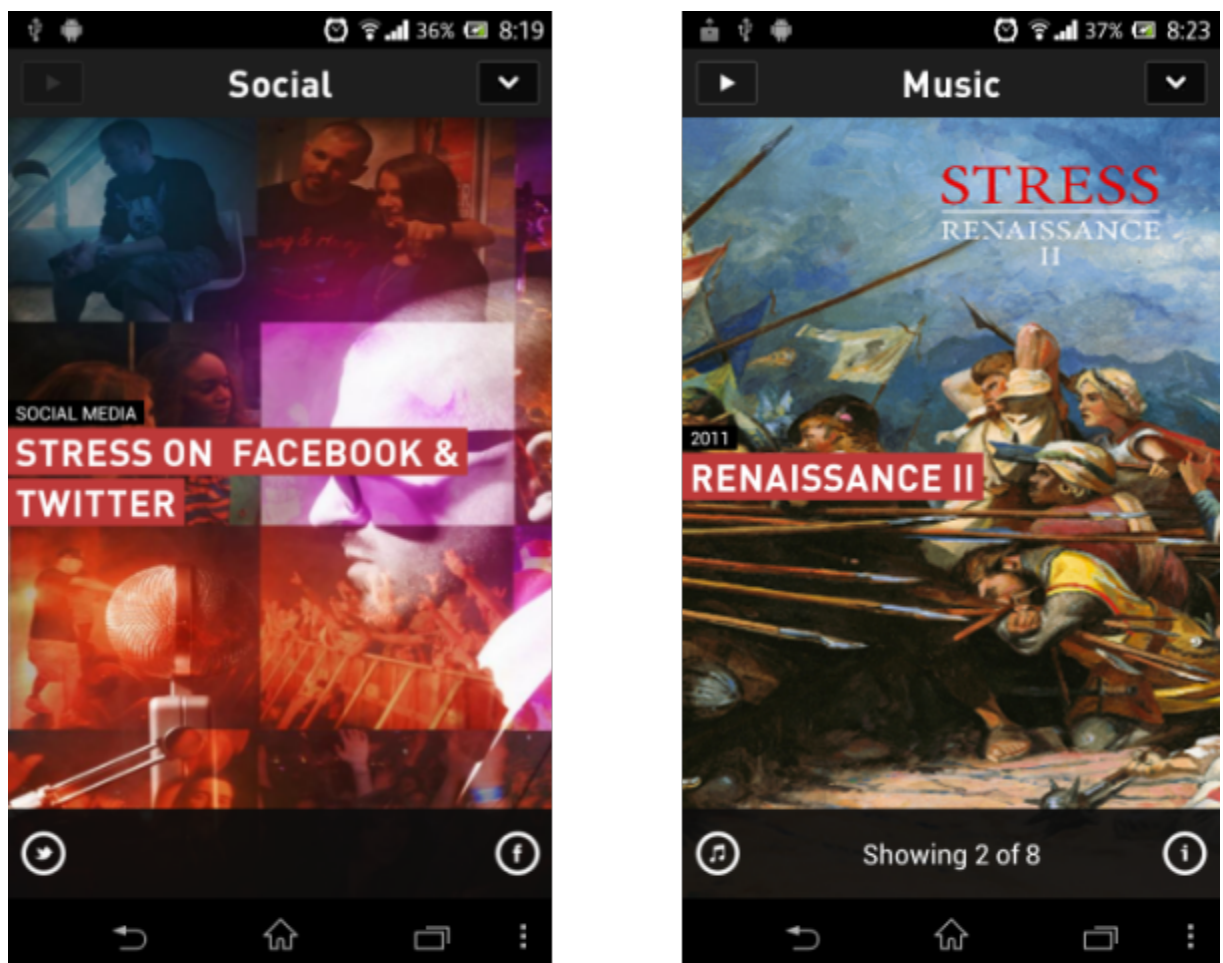 36% 8:19
Social
SOCIAL MEDIA
STRESS ON FACEBOOK &
TWITTER
f
37% 8:23
Music
STRESS
RENAISSANCE
II
2011
RENAISSANCE II
Showing 2 of 8
i